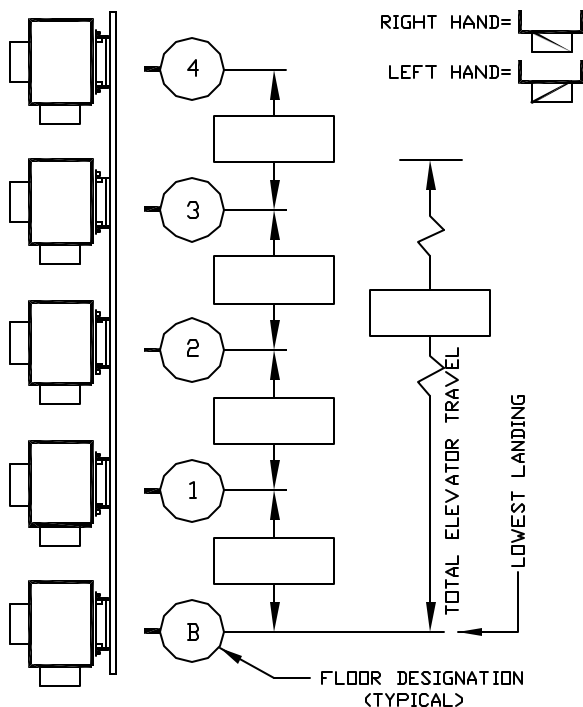 RIGHT HAND=
LEFT HAND=
4
3
2
1
B
TOTAL ELEVATOR TRAVEL
LOWEST LANDING
FLOOR DESIGNATION
(TYPICAL)